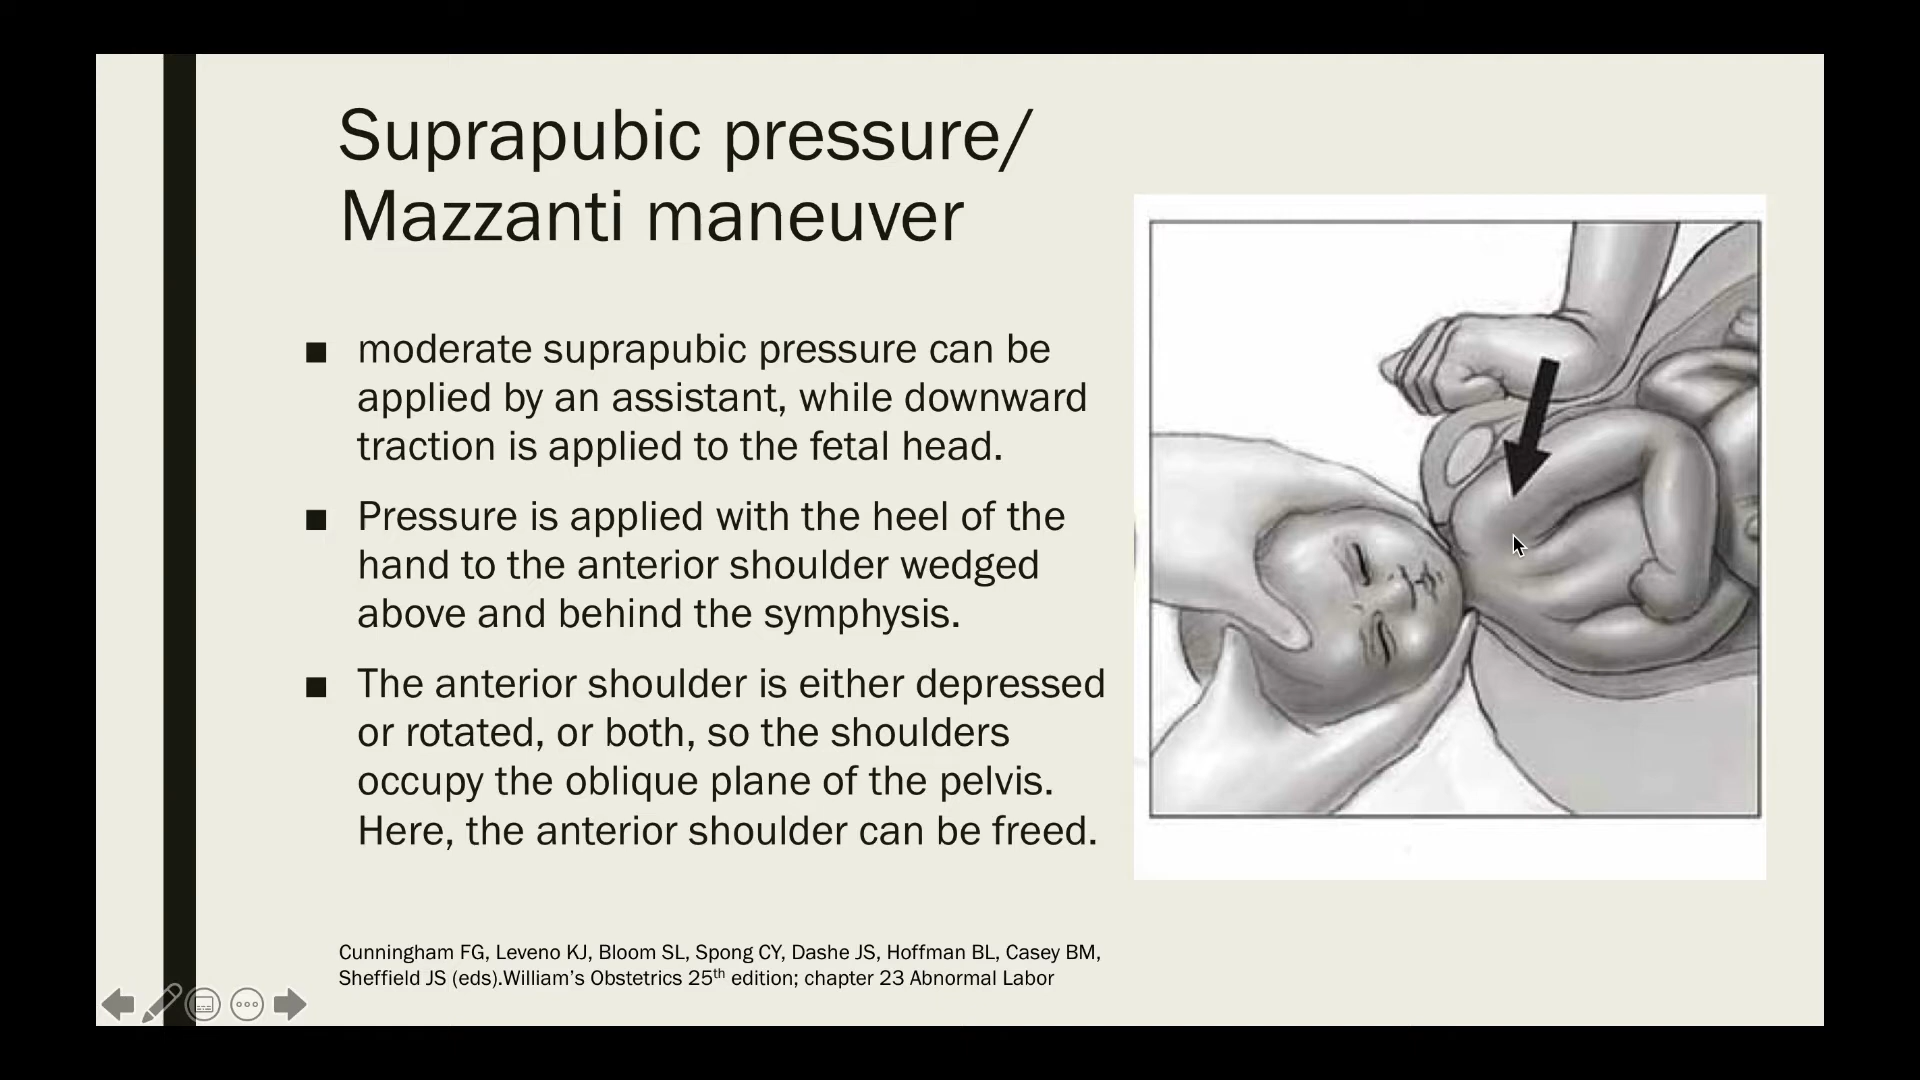 Suprapubic pressure/
Mazzanti maneuver
■ moderate suprapubic pressure can be
applied by an assistant, while downward
traction is applied to the fetal head.
■ Pressure is applied with the heel of the
hand to the anterior shoulder wedged
above and behind the symphysis.
■ The anterior shoulder is either depressed
or rotated, or both, so the shoulders
occupy the oblique plane of the pelvis.
Here, the anterior shoulder can be freed.
Cunningham FG, Leveno KJ, Bloom SL, Spong CY, Dashe JS, Hoffman BL, Casey BM,
Sheffield JS (eds).William’s Obstetrics 25th edition; chapter 23 Abnormal Labor